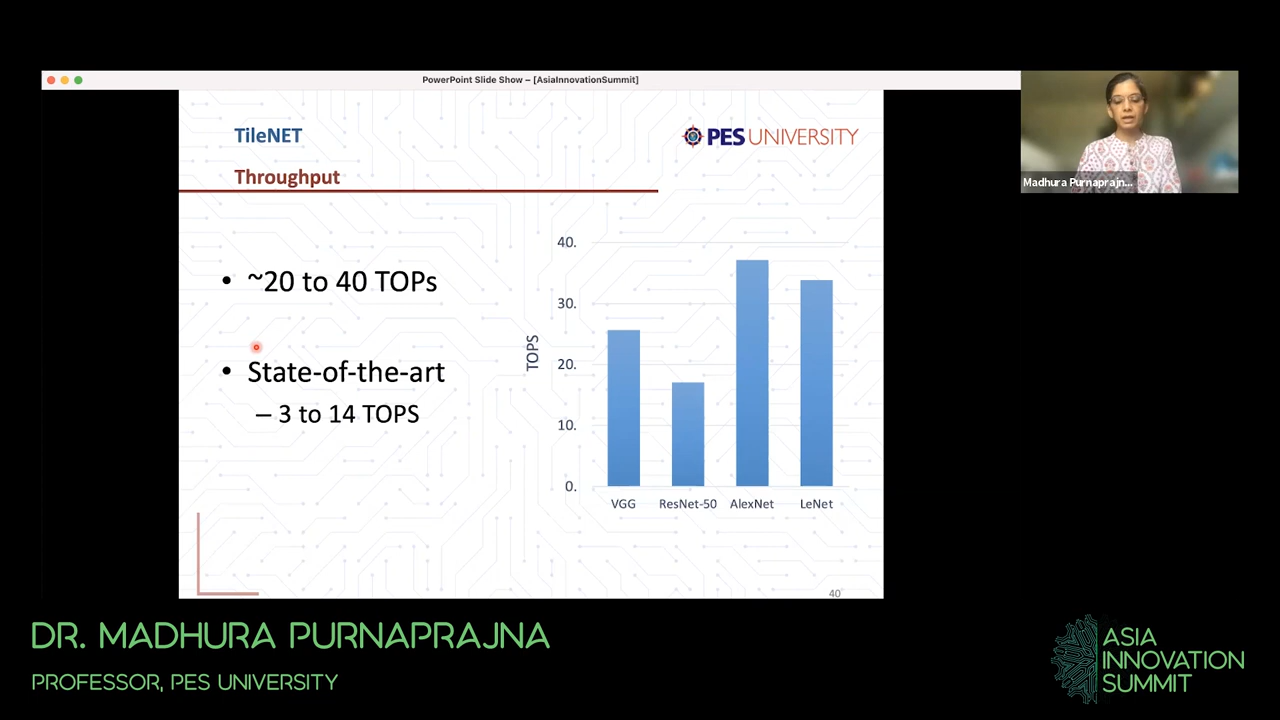 PowerPoint Slide Show – [AsiaInnovationSummit]
TileNET
PES UNIVERSITY
Throughput
Madhura Purnaprajn...
• ~20 to 40 TOPs
• State-of-the-art
– 3 to 14 TOPS
40.
30.
20.
10.
0.
TOPS
VGG
ResNet-50
AlexNet
LeNet
40
DR. MADHURA PURNAPRAJNA
PROFESSOR, PES UNIVERSITY
ASIA
INNOVATION
SUMMIT